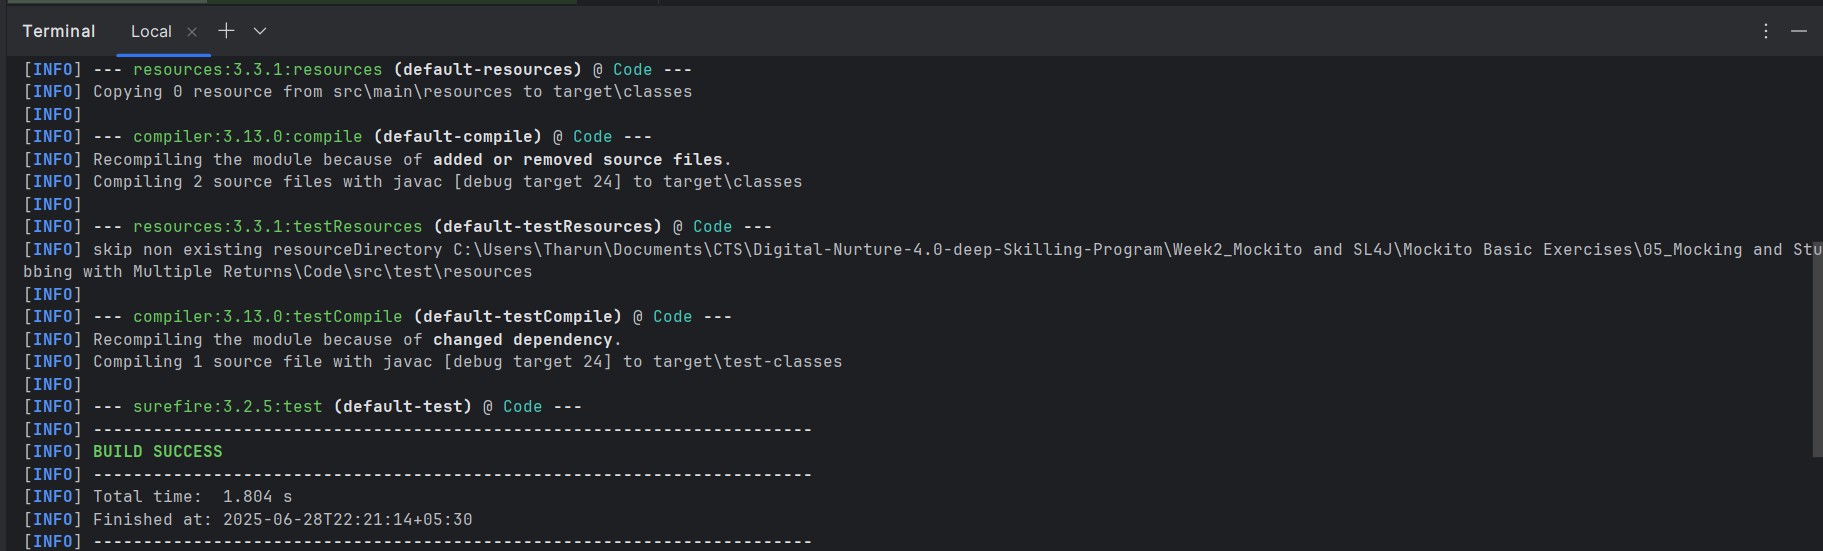 Terminal Local
[INFO] --- resources:3.3.1:resources (default-resources) @ Code ---
[INFO] Copying 0 resource from src\main\resources to target\classes
[INFO]
[INFO] --- compiler:3.13.0:compile (default-compile) @ Code ---
[INFO] Recompiling the module because of added or removed source files.
[INFO] Compiling 2 source files with javac [debug target 24] to target\classes
[INFO]
[INFO] --- resources:3.3.1:testResources (default-testResources) @ Code ---
[INFO] skip non existing resourceDirectory C:\Users\Tharun\Documents\CTS\Digital-Nurture-4.0-deep-Skilling-Program\Week2_Mockito and SL4J\Mockito Basic Exercises\05_Mocking and Stu
bbing with Multiple Returns\Code\src\test\resources
[INFO]
[INFO] --- compiler:3.13.0:testCompile (default-testCompile) @ Code ---
[INFO] Recompiling the module because of changed dependency.
[INFO] Compiling 1 source file with javac [debug target 24] to target\test-classes
[INFO]
[INFO] --- surefire:3.2.5:test (default-test) @ Code ---
[INFO] ------------------------------------------------------------------------
[INFO] BUILD SUCCESS
[INFO] ------------------------------------------------------------------------
[INFO] Total time:  1.804 s
[INFO] Finished at: 2025-06-28T22:21:14+05:30
[INFO] ------------------------------------------------------------------------